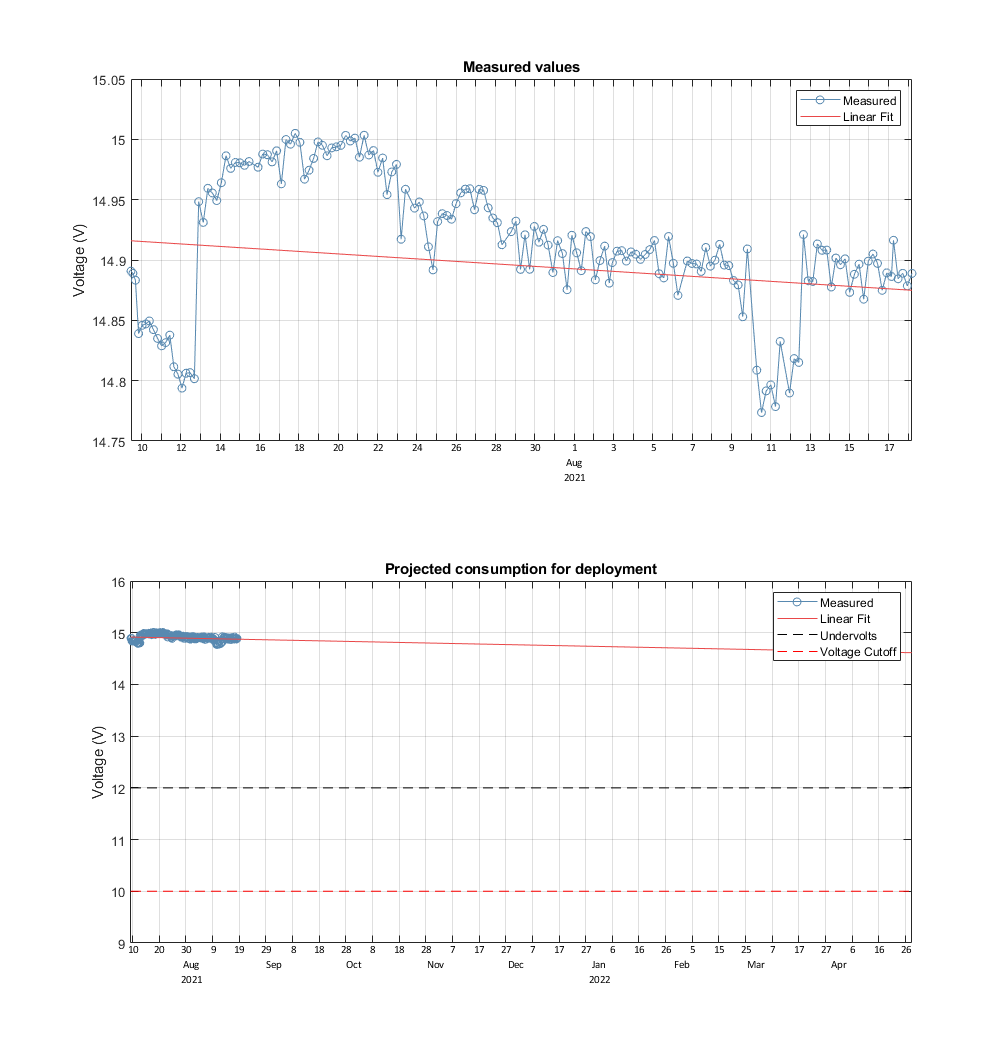 Measured values
Measured
Linear Fit
Voltage (V)
15.05
15
14.95
14.9
14.85
14.8
14.75
10 12 14 16 18 20 22 24 26 28 30 1 3 5 7 9 11 13 15 17
Aug
2021
Projected consumption for deployment
Measured
Linear Fit
Undervolts
Voltage Cutoff
Voltage (V)
16
15
14
13
12
11
10
9
10 20 30 9 19 29 8 18 28 8 18 28 7 17 27 7 17 27 6 16 26 5 15 25 7 17 27 6 16 26
Aug Sep Oct Nov Dec Jan Feb Mar Apr
2021 2022